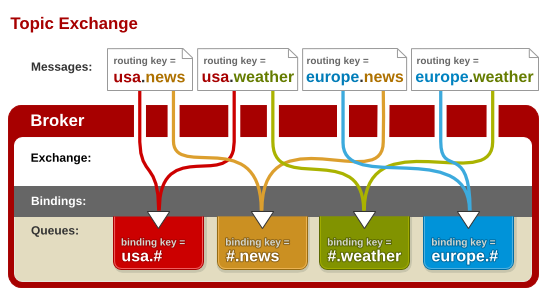 Topic Exchange
Messages:
routing key =
usa.news
routing key =
usa.weather
routing key =
europe.news
routing key =
europe.weather
Broker
Exchange:
Bindings:
Queues:
binding key =
usa.#
binding key =
#.news
binding key =
#.weather
binding key =
europe.#